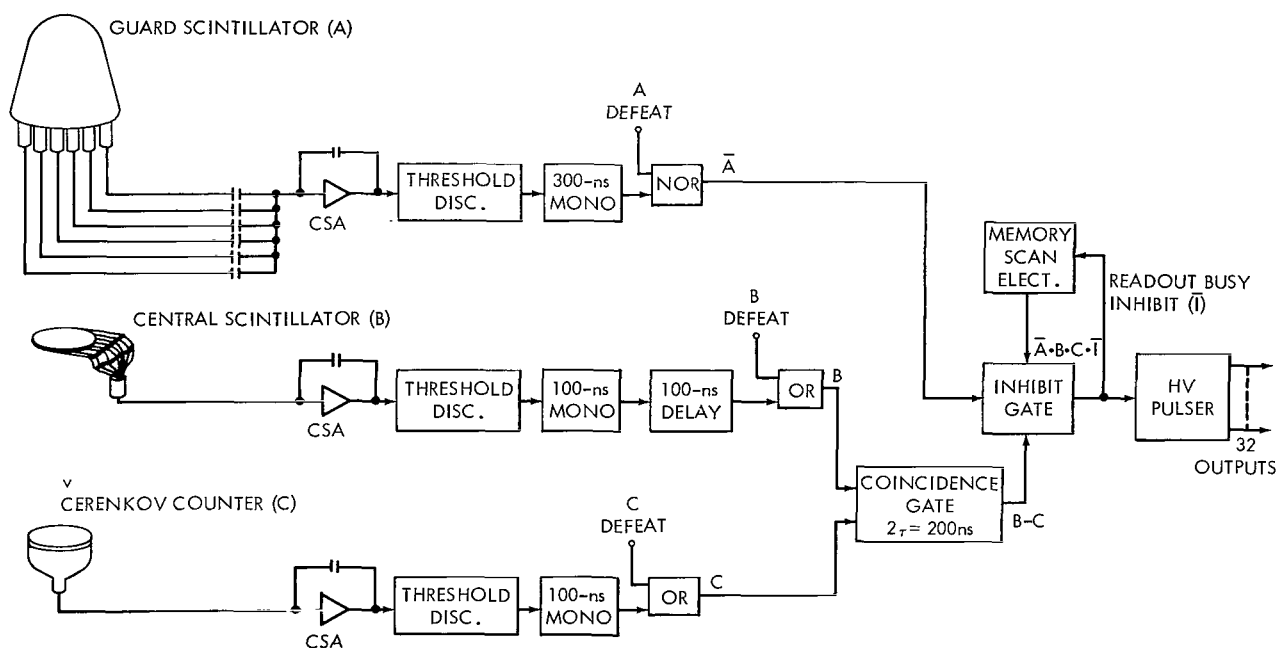 GUARD SCINTILLATOR (A)
A
DEFEAT
THRESHOLD
DISC.
300-ns
MONO
NOR
A̅
CSA
MEMORY
SCAN
ELECT.
READOUT BUSY
INHIBIT (I̅)
CENTRAL SCINTILLATOR (B)
B
DEFEAT
THRESHOLD
DISC.
100-ns
MONO
100-ns
DELAY
OR
B
CSA
A̅•B•C•I̅
INHIBIT
GATE
HV
PULSER
32
OUTPUTS
ČERENKOV COUNTER (C)
C
DEFEAT
COINCIDENCE
GATE
2τ = 200ns
B-C
THRESHOLD
DISC.
100-ns
MONO
OR
C
CSA